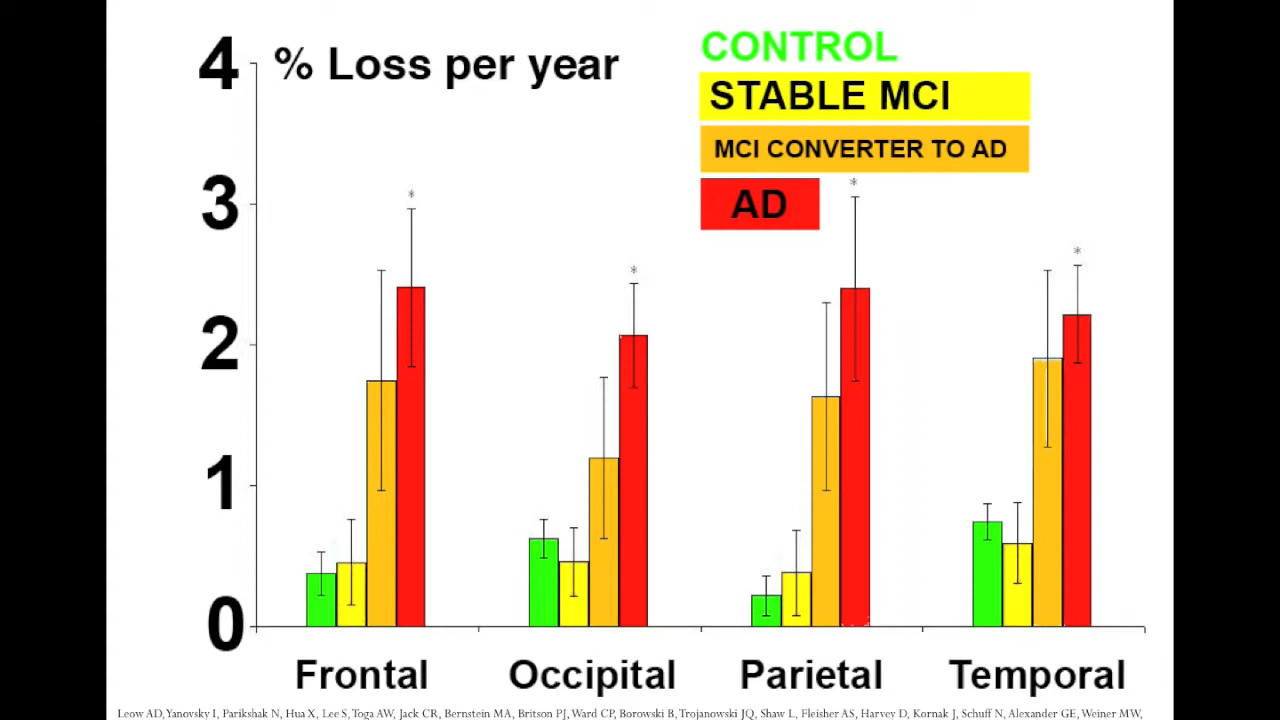 % Loss per year
CONTROL
STABLE MCI
MCI CONVERTER TO AD
AD
4
3
2
1
0
*
*
*
*
Frontal Occipital Parietal Temporal
Leow AD, Yanovsky I, Parikshak N, Hua X, Lee S, Toga AW, Jack CR, Bernstein MA, Britson PJ, Ward CP, Borowski B, Trojanowski JQ, Shaw L, Fleisher AS, Harvey D, Kornak J, Schuff N, Alexander GE, Weiner MW,